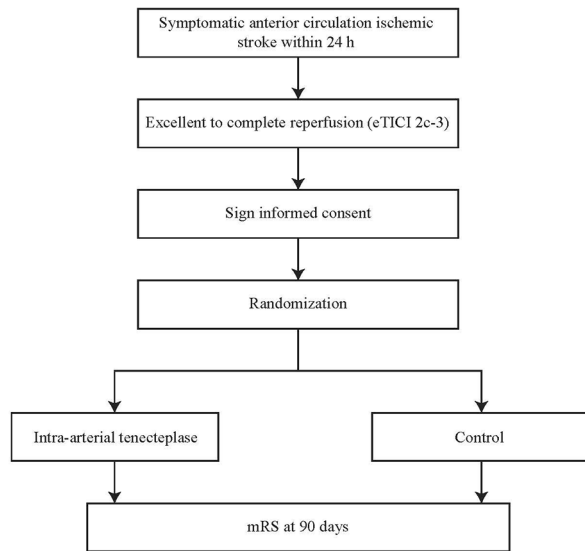 Symptomatic anterior circulation ischemic
stroke within 24 h
Excellent to complete reperfusion (eTICI 2c-3)
Sign informed consent
Randomization
Intra-arterial tenecteplase
Control
mRS at 90 days